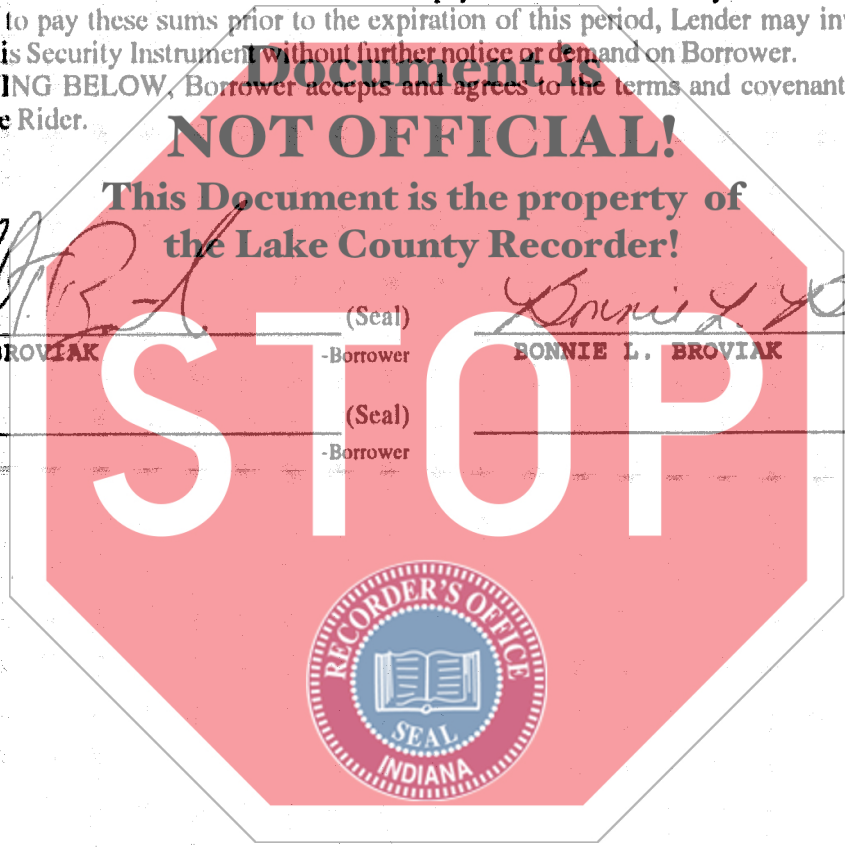 to pay these sums prior to the expiration of this period, Lender may in
is Security Instrument without further notice or demand on Borrower.
ING BELOW, Borrower accepts and agrees to the terms and covenant
e Rider.
Document is
NOT OFFICIAL!
This Document is the property of
the Lake County Recorder!
(Seal)
BROVIAK -Borrower BONNIE L. BROVIAK
Bonnie L.
(Seal)
-Borrower
STOP
RECORDER'S OFFICE
SEAL
INDIANA